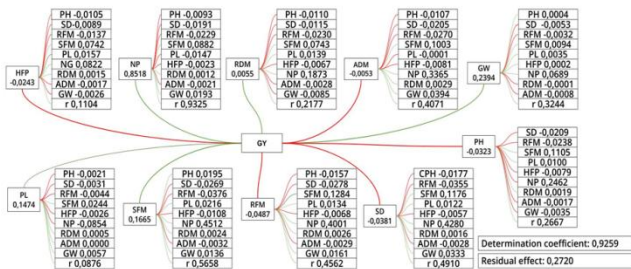 PH -0,0105
SD-0,0089
RFM -0,0137
SFM 0,0742
PL 0,0157
NG 0,0822
RDM 0,0015
ADM -0,0017
GW -0,0026
r 0,1104
HFP
-0,0243
PH -0,0093
SD -0,0191
RFM -0,0229
SFM 0,0882
PL -0,0147
HFP -0,0023
RDM 0,0012
ADM -0,0021
GW 0,0193
r 0,9325
NP
0,8518
PH -0,0110
SD -0,0115
RFM -0,0230
SFM 0,0743
PL 0,0139
HFP -0,0067
NP 0,1873
ADM -0,0028
GW -0,0085
r 0,2177
RDM
0,0055
PH -0,0107
SD -0,0205
RFM -0,0270
SFM 0,1003
PL -0,0001
HFP -0,0081
NP 0,3365
RDM 0,0029
GW 0,0394
r 0,4071
ADM
-0,0053
PH 0,0004
SD -0,0053
RFM -0,0032
SFM 0,0094
PL 0,0035
HFP 0,0002
NP 0,0689
RDM -0,0001
ADM -0,0008
r 0,3244
GW
0,2394
GY
PL
0,1474
PH -0,0021
SD -0,0031
RFM -0,0044
SFM 0,0244
HFP -0,0026
NP -0,0854
RDM 0,0005
ADM 0,0000
GW 0,0057
r 0,0876
SFM
0,1665
PH 0,0195
SD -0,0269
RFM -0,0376
PL 0,0216
HFP -0,0108
NP 0,4512
RDM 0,0024
ADM -0,0032
GW 0,0136
r 0,5658
RFM
-0,0487
PH -0,0157
SD -0,0278
SFM 0,1284
PL 0,0134
HFP -0,0068
NP 0,4001
RDM 0,0026
ADM -0,0029
GW 0,0161
r 0,4562
SD
-0,0381
CPH -0,0177
RFM -0,0355
SFM 0,1176
PL 0,0122
HFP -0,0057
NP 0,4280
RDM 0,0016
ADM -0,0028
GW 0,0333
r 0,4910
PH
-0,0323
SD -0,0209
RFM -0,0238
SFM 0,1105
PL 0,0100
HFP -0,0079
NP 0,2462
RDM 0,0019
ADM -0,0017
GW -0,0035
r 0,2667
Determination coefficient: 0,9259
Residual effect: 0,2720